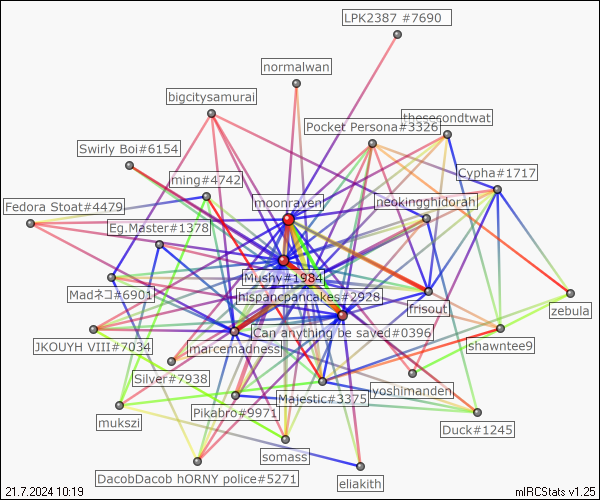 LPK2387 #7690
normalwan
bigcitysamurai
thesecondtwat
Pocket Persona#3326
Swirly Boi#6154
Cypha#1717
ming#4742
moonraven
neokingghidorah
Fedora Stoat#4479
Eg.Master#1378
Mushy#1984
Madネコ#6901
hispancpancakes#2928
frisout
zebula
Can anything be saved#0396
JKOUYH VIII#7034
marcemadness
shawntee9
Silver#7938
yoshimanden
Majestic#3375
Pikabro#9971
mukszi
Duck#1245
somass
DacobDacob hORNY police#5271
eliakith
21.7.2024 10:19
mIRCStats v1.25